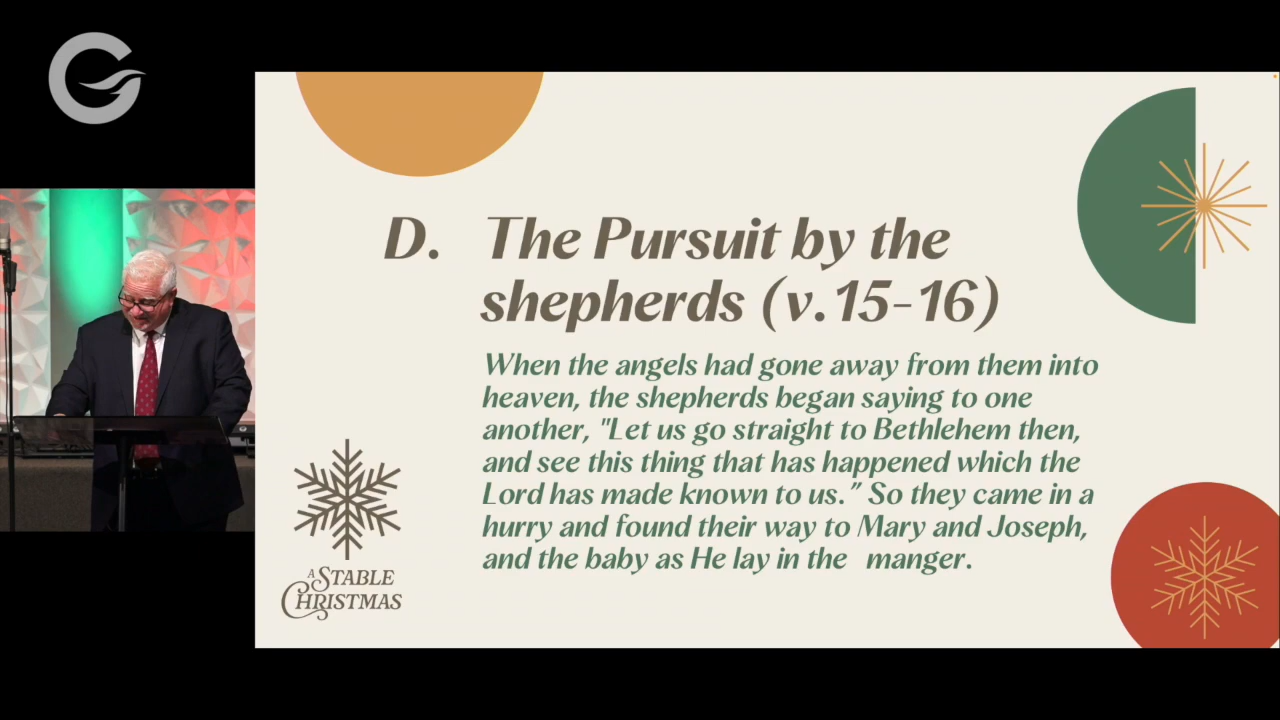 D. The Pursuit by the
shepherds (v.15-16)
When the angels had gone away from them into
heaven, the shepherds began saying to one
another, "Let us go straight to Bethlehem then,
and see this thing that has happened which the
Lord has made known to us." So they came in a
hurry and found their way to Mary and Joseph,
and the baby as He lay in the manger.
A STABLE
CHRISTMAS